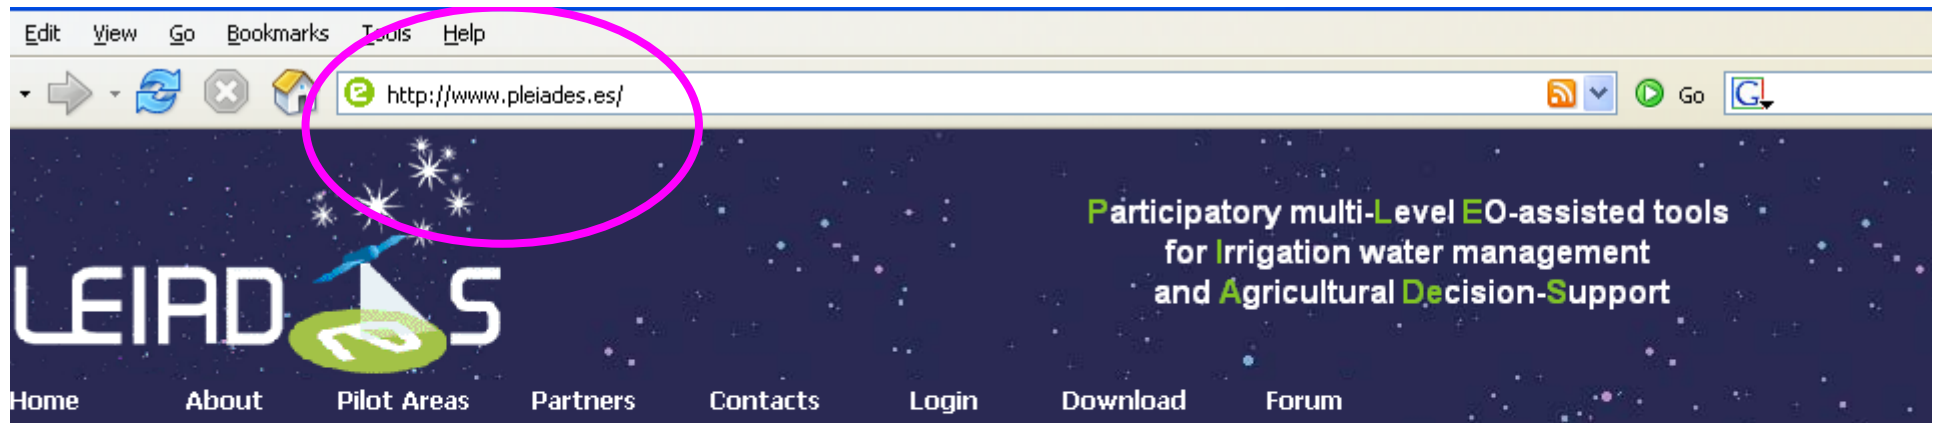 Edit View Go Bookmarks Tools Help
http://www.pleiades.es/ Go G
LEIADeS
Participatory multi-Level EO-assisted tools
for Irrigation water management
and Agricultural Decision-Support
Home About Pilot Areas Partners Contacts Login Download Forum